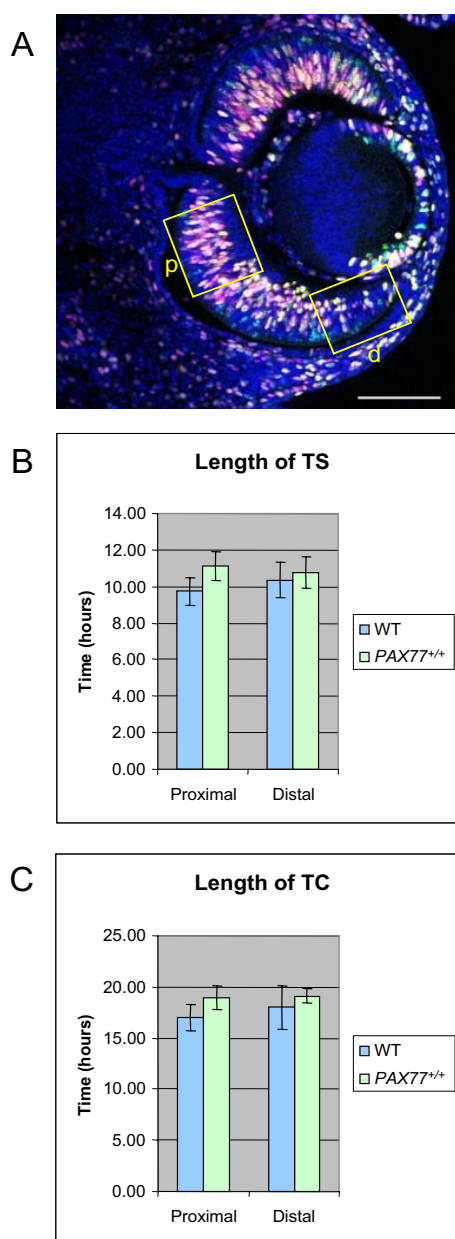 A
p
d
B
Length of TS
14.00
12.00
10.00
8.00
6.00
4.00
2.00
0.00
Time (hours)
Proximal Distal
WT
PAX77+/+
C
Length of TC
25.00
20.00
15.00
10.00
5.00
0.00
Time (hours)
Proximal Distal
WT
PAX77+/+